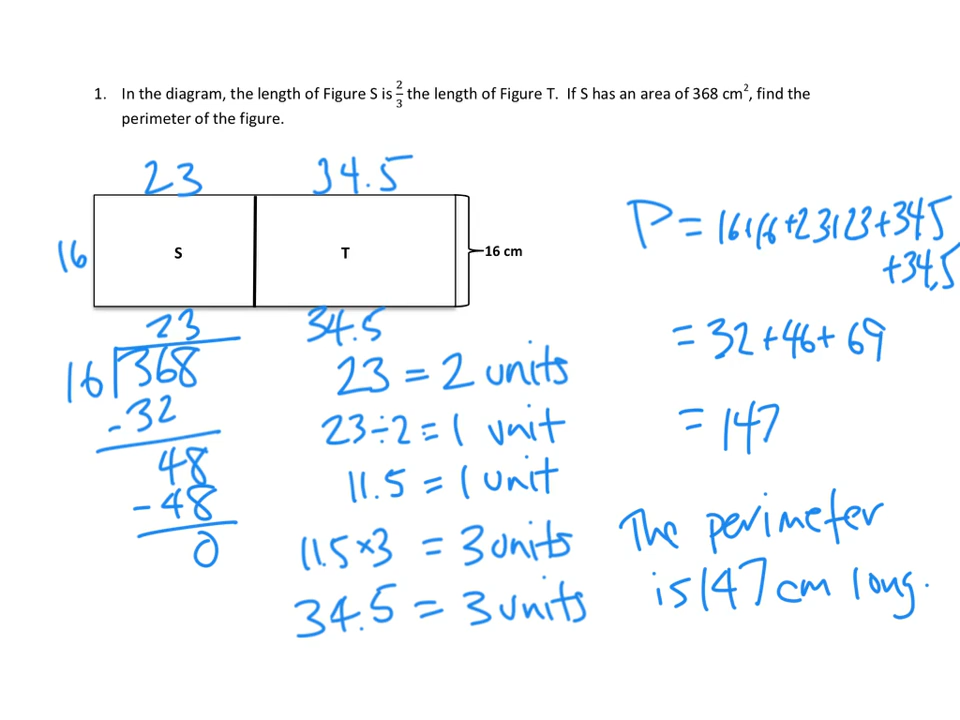 1. In the diagram, the length of Figure S is 2/3 the length of Figure T. If S has an area of 368 cm², find the
perimeter of the figure.
23 34.5
16 S T 16 cm
23 34.5
16 368
-32
48
-48
0
23 = 2 units
23÷2 = 1 unit
11.5 = 1 unit
11.5×3 = 3 units
34.5 = 3 units
P = 16+16+23+23+34.5
+34.5
= 32+46+69
= 147
The perimeter
is 147 cm long.